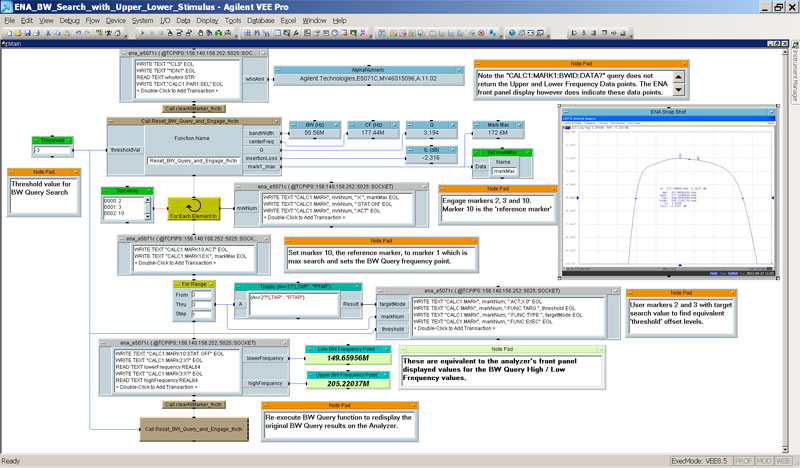 ENA_BW_Search_with_Upper_Lower_Stimulus - Agilent VEE Pro
File Edit View Debug Flow Device System I/O Data Display Tools Database Excel Window Help
Main
Instrument Manager
ena_e5071c ( @TCPIP0::156.140.158.252::5025::SOC...
WRITE TEXT "*CLS" EOL
WRITE TEXT "*IDN?" EOL
READ TEXT whoAmI STR
WRITE TEXT "CALC1:PAR1:SEL" EOL
< Double-Click to Add Transaction >
whoAmI
AlphaNumeric
Agilent Technologies,E5071C,MY46315096,A.11.02
Note Pad
Note the "CALC1:MARK1:BWID:DATA?" query does not
return the Upper and Lower Frequency Data points. The ENA
front panel display however does indicate these data points.
Call clearAllMarker_fnctn
Call Reset_BW_Query_and_Engage_fnctn
Function Name
Reset_BW_Query_and_Engage_fnctn
thresholdVal
bandWidth
centerFreq
Q
insertionLoss
mark1_max
Threshold
-3
BW (Hz)
55.56M
CF (Hz)
177.44M
Q
3.194
Mark Max
172.6M
IL (dB)
-2.316
Set markMax
Data
Name
markMax
ENA Snap Shot
Note Pad
Threshold value for
BW Query Search
Text Array
0000: 2
0001: 3
0002: 10
For Each Element In
mrkNum
ena_e5071c ( @TCPIP0::156.140.158.252::5025::SOCKET)
WRITE TEXT "CALC1:MARK", mrkNum, ":X ", markMax EOL
WRITE TEXT "CALC1:MARK", mrkNum, " STAT ON" EOL
WRITE TEXT "CALC1:MARK", mrkNum, ":ACT" EOL
< Double-Click to Add Transaction >
Note Pad
Engage markers 2, 3 and 10.
Marker 10 is the 'reference marker'
ena_e5071c ( @TCPIP0::156.140.158.252::5025::SOCKET)
WRITE TEXT "CALC1:MARK10:ACT" EOL
WRITE TEXT "CALC1:MARK10:X", markMax EOL
< Double-Click to Add Transaction >
Note Pad
Set marker 10, the reference marker, to marker 1 which is
max search and sets the BW Query frequency point.
For Range
From 2
Thru 3
Step
Triadic (A==2?"LTAR" : "RTAR")
A
(A==2?"LTAR" : "RTAR")
Result
ena_e5071c ( @TCPIP0::156.140.158.252::5025::SOCKET)
targetMode
markNum
threshold
WRITE TEXT "CALC1:MARK", markNum, ":ACT;X 0" EOL
WRITE TEXT "CALC1:MARK", markNum, ":FUNC:TARG ", threshold EOL
WRITE TEXT "CALC1:MARK", markNum, ":FUNC:TYPE ", targetMode EOL
WRITE TEXT "CALC1:MARK", markNum, ":FUNC:EXEC" EOL
< Double-Click to Add Transaction >
Note Pad
User markers 2 and 3 with target
search value to find equivalent
'threshold' offset levels.
ena_e5071c ( @TCPIP0::156.140.158.252::5025::SOCKET)
WRITE TEXT "CALC1:MARK10:STAT OFF" EOL
WRITE TEXT "CALC1:MARK2:X?" EOL
READ TEXT lowerFrequency REAL64
WRITE TEXT "CALC1:MARK3:X?" EOL
READ TEXT highFrequency REAL64
< Double-Click to Add Transaction >
lowerFrequency
highFrequency
Low BW Frequency Point
149.65956M
Upper BW Frequency Point
205.22037M
Note Pad
These are equivalent to the analyzer's front panel
displayed values for the BW Query High / Low
Frequency values.
Call clearAllMarker_fnctn
Call Reset_BW_Query_and_Engage_fnctn
Note Pad
Re-execute BW Query function to redisplay the
original BW Query results on the Analyzer.
Ready
ExecMode: VEE8.5 PROF MOD WEB